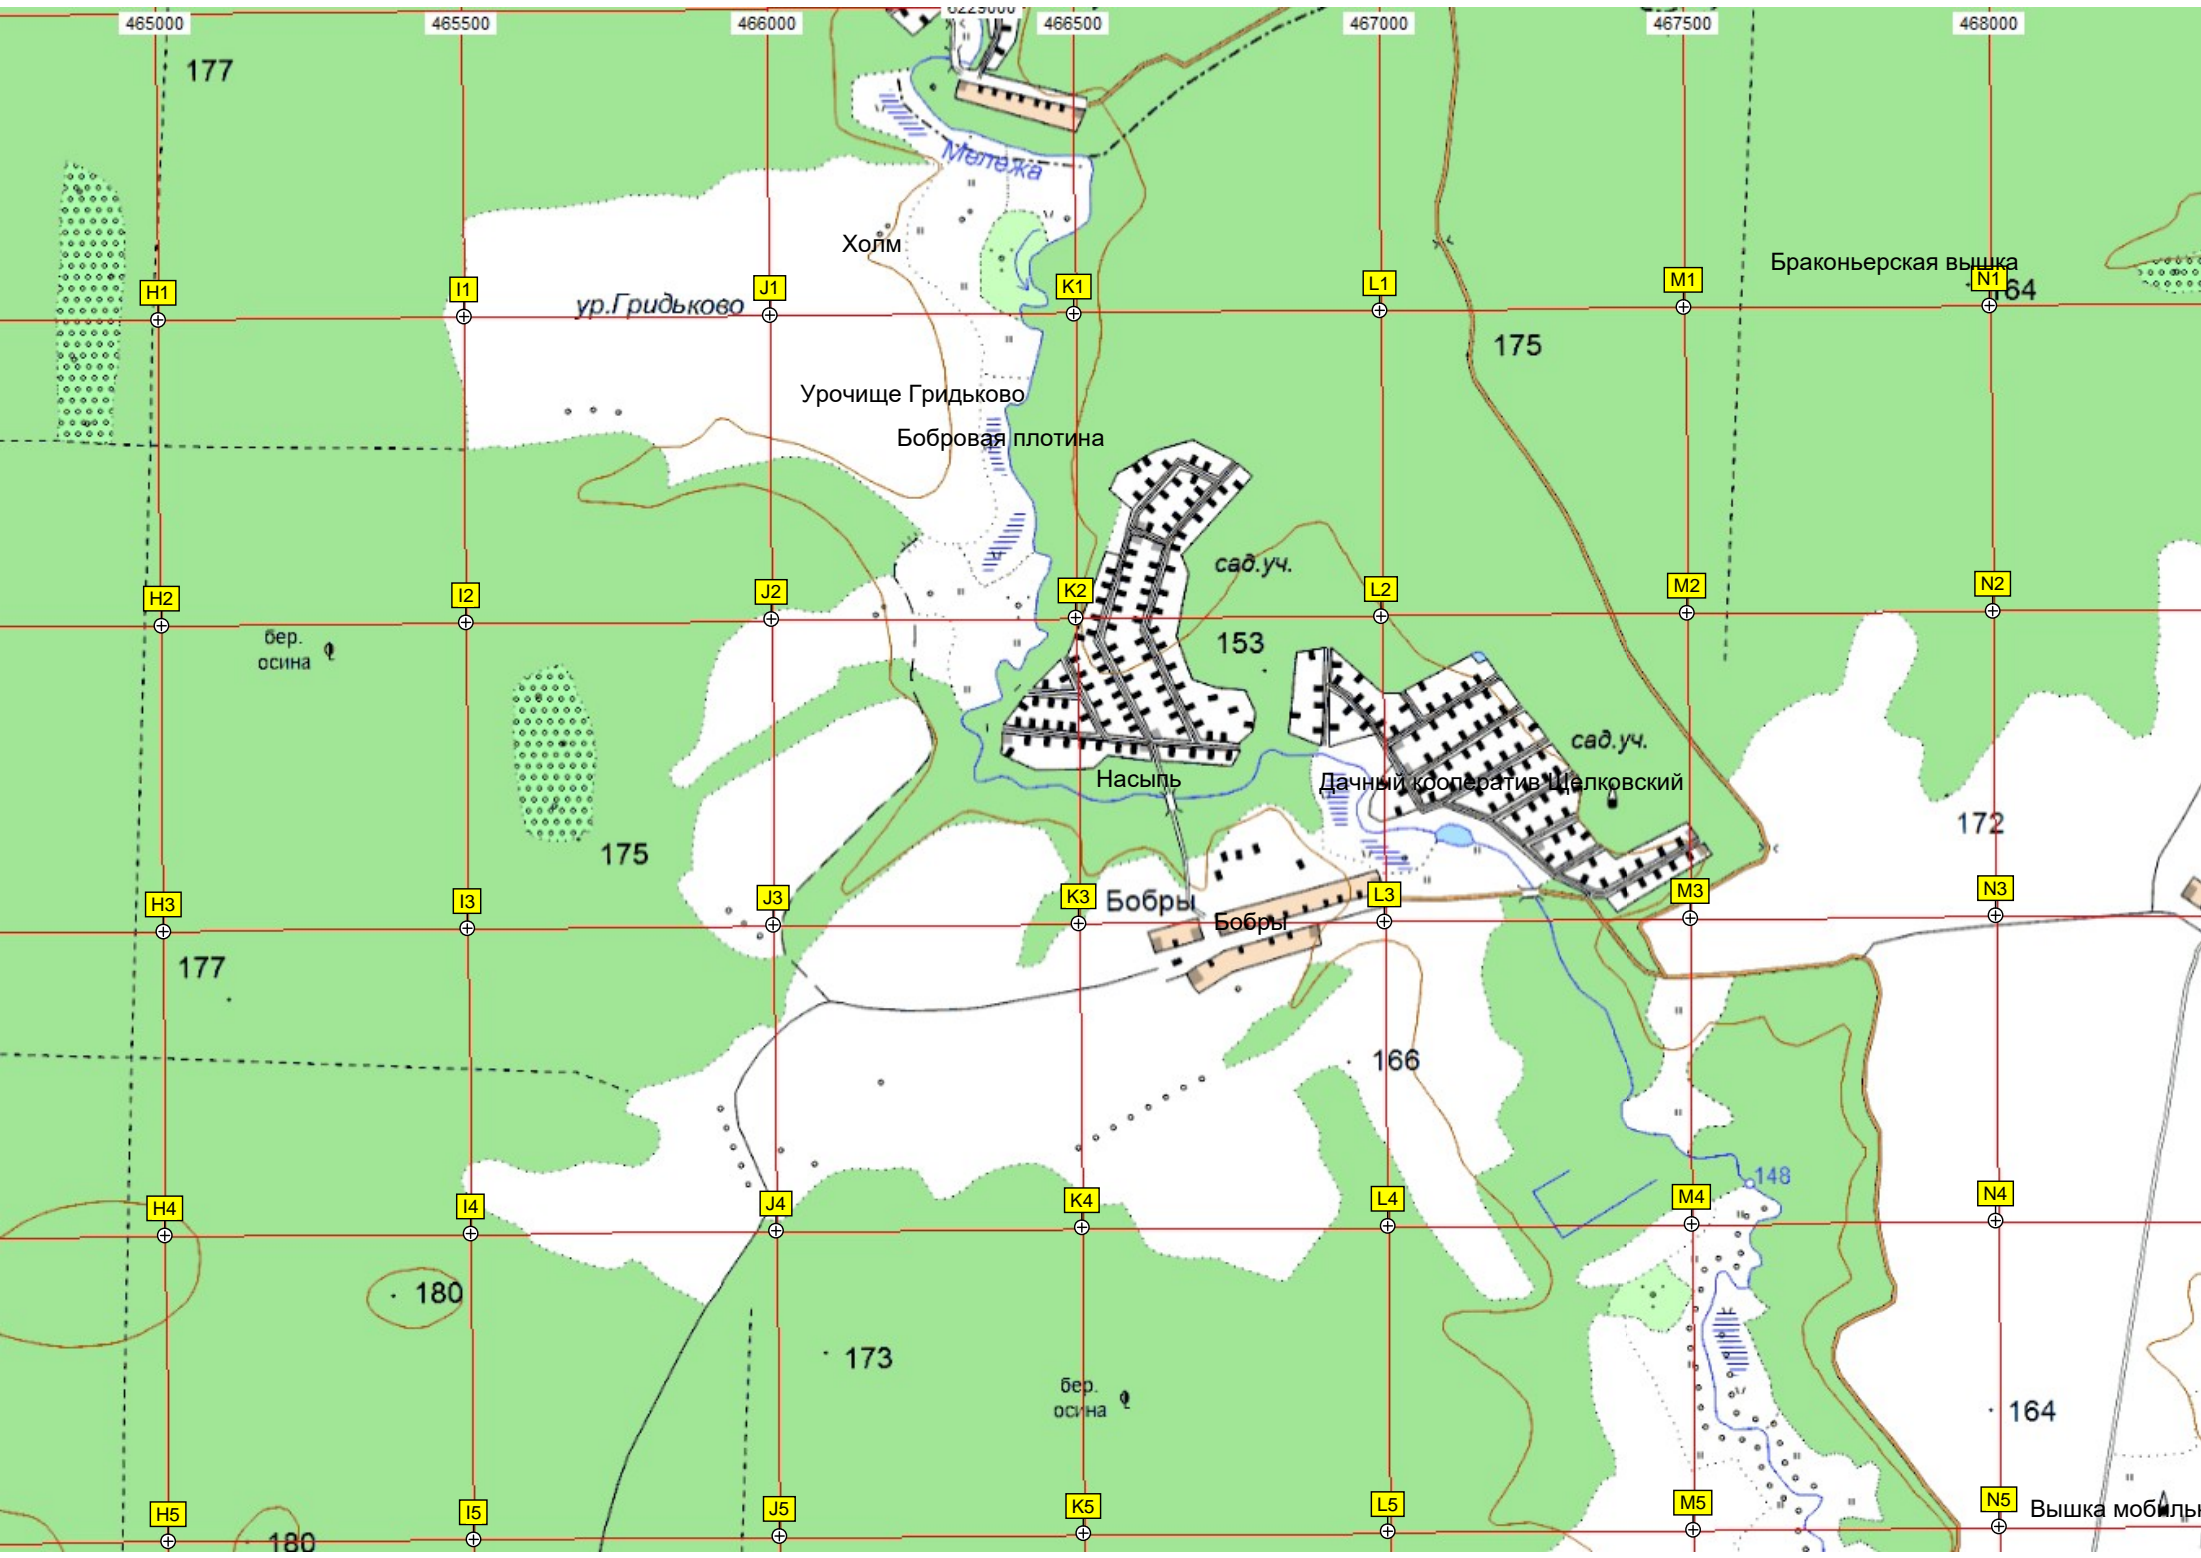 6229000
465000 465500 466000 466500 467000 467500 468000
177
Мележа
Холм
Браконьерская вышка
H1 I1 J1 K1 L1 M1 N1
ур.Гридьково
64
175
Урочище Гридьково
Бобровая плотина
сад.уч.
H2 I2 J2 K2 L2 M2 N2
бер.
осина
153
сад.уч.
Насыпь
Дачный кооператив Щелковский
172
175
H3 I3 J3 K3 L3 M3 N3
Бобры
Бобры
177
166
148
H4 I4 J4 K4 L4 M4 N4
180
173
бер.
осина
164
H5 I5 J5 K5 L5 M5 N5
Вышка
180